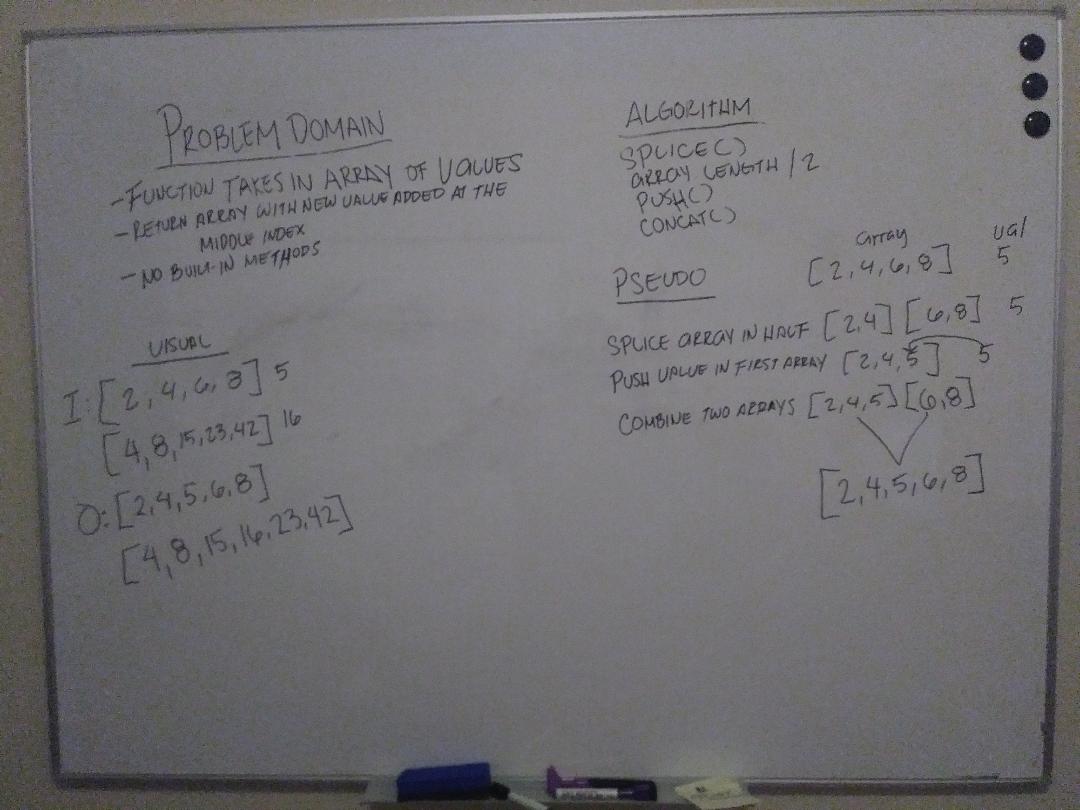 PROBLEM DOMAIN
- FUNCTION TAKES IN ARRAY OF VALUES
- RETURN ARRAY WITH NEW VALUE ADDED AT THE
MIDDLE INDEX
- NO BUILT-IN METHODS
VISUAL
I: [2, 4, 6, 8] 5
[4, 8, 15, 23, 42] 16
O: [2, 4, 5, 6, 8]
[4, 8, 15, 16, 23, 42]
ALGORITHM
SPLICE()
ARRAY LENGTH / 2
PUSH()
CONCAT()
array val
PSEUDO [2, 4, 6, 8] 5
SPLICE ARRAY IN HALF [2,4] [6,8] 5
PUSH VALUE IN FIRST ARRAY [2,4,5] 5
COMBINE TWO ARRAYS [2,4,5] [6,8]
[2,4,5,6,8]